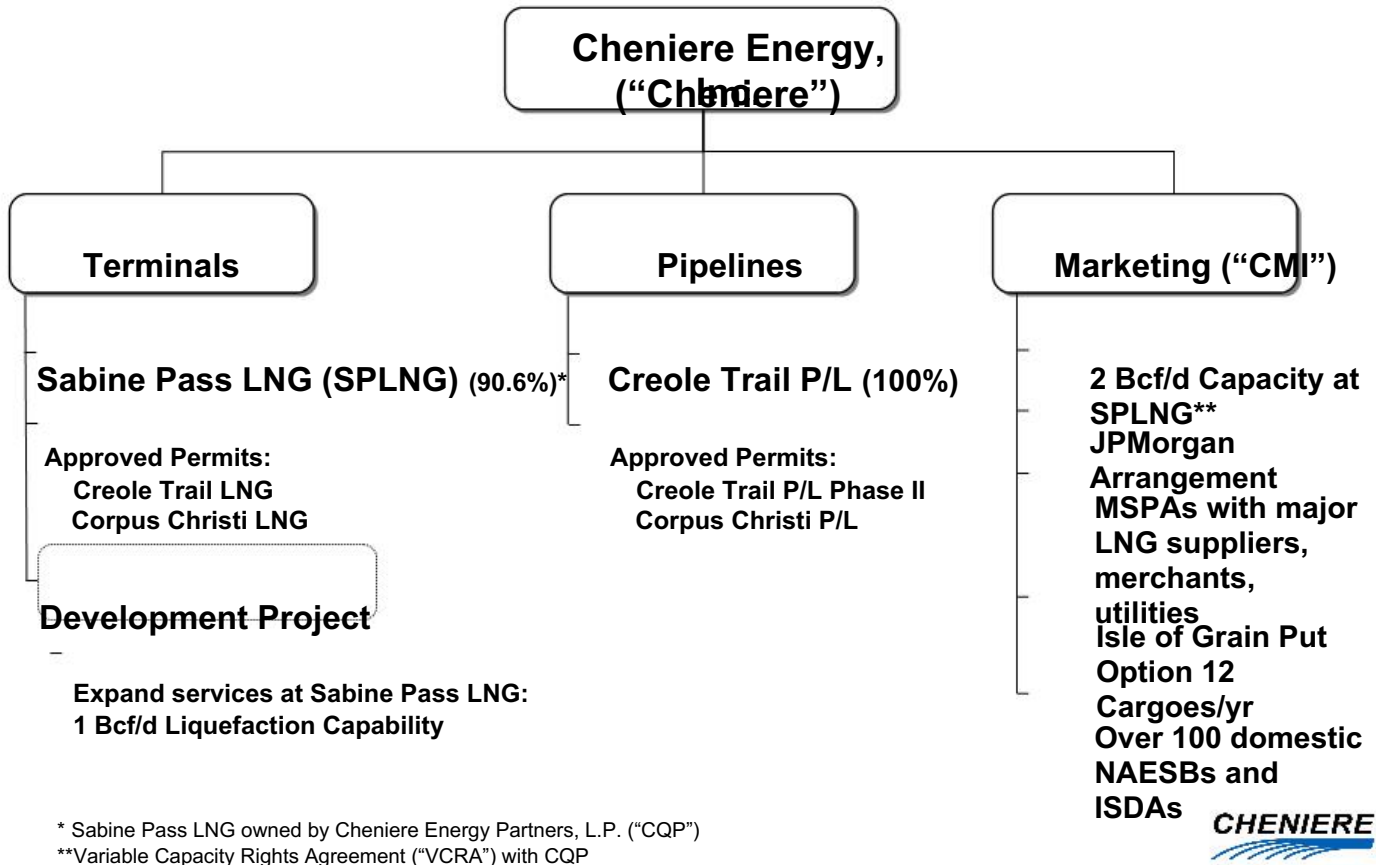 Cheniere Energy,
Inc.
(“Cheniere”)
Terminals
Sabine Pass LNG (SPLNG) (90.6%)*
Approved Permits:
Creole Trail LNG
Corpus Christi LNG
Development Project
Expand services at Sabine Pass LNG:
1 Bcf/d Liquefaction Capability
Pipelines
Creole Trail P/L (100%)
Approved Permits:
Creole Trail P/L Phase II
Corpus Christi P/L
Marketing (“CMI”)
2 Bcf/d Capacity at
SPLNG**
JPMorgan
Arrangement
MSPAs with major
LNG suppliers,
merchants,
utilities
Isle of Grain Put
Option 12
Cargoes/yr
Over 100 domestic
NAESBs and
ISDAs
* Sabine Pass LNG owned by Cheniere Energy Partners, L.P. (“CQP”)
**Variable Capacity Rights Agreement (“VCRA”) with CQP
CHENIERE